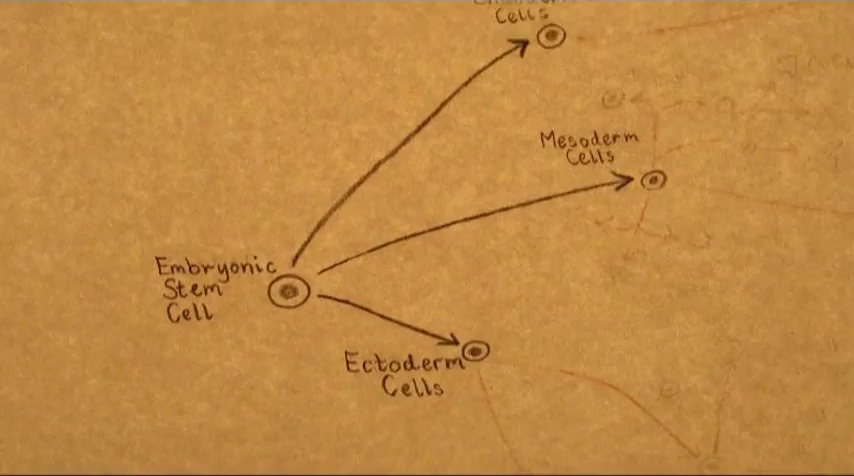 Cells
Mesoderm
Cells
Embryonic
Stem
Cell
Ectoderm
Cells